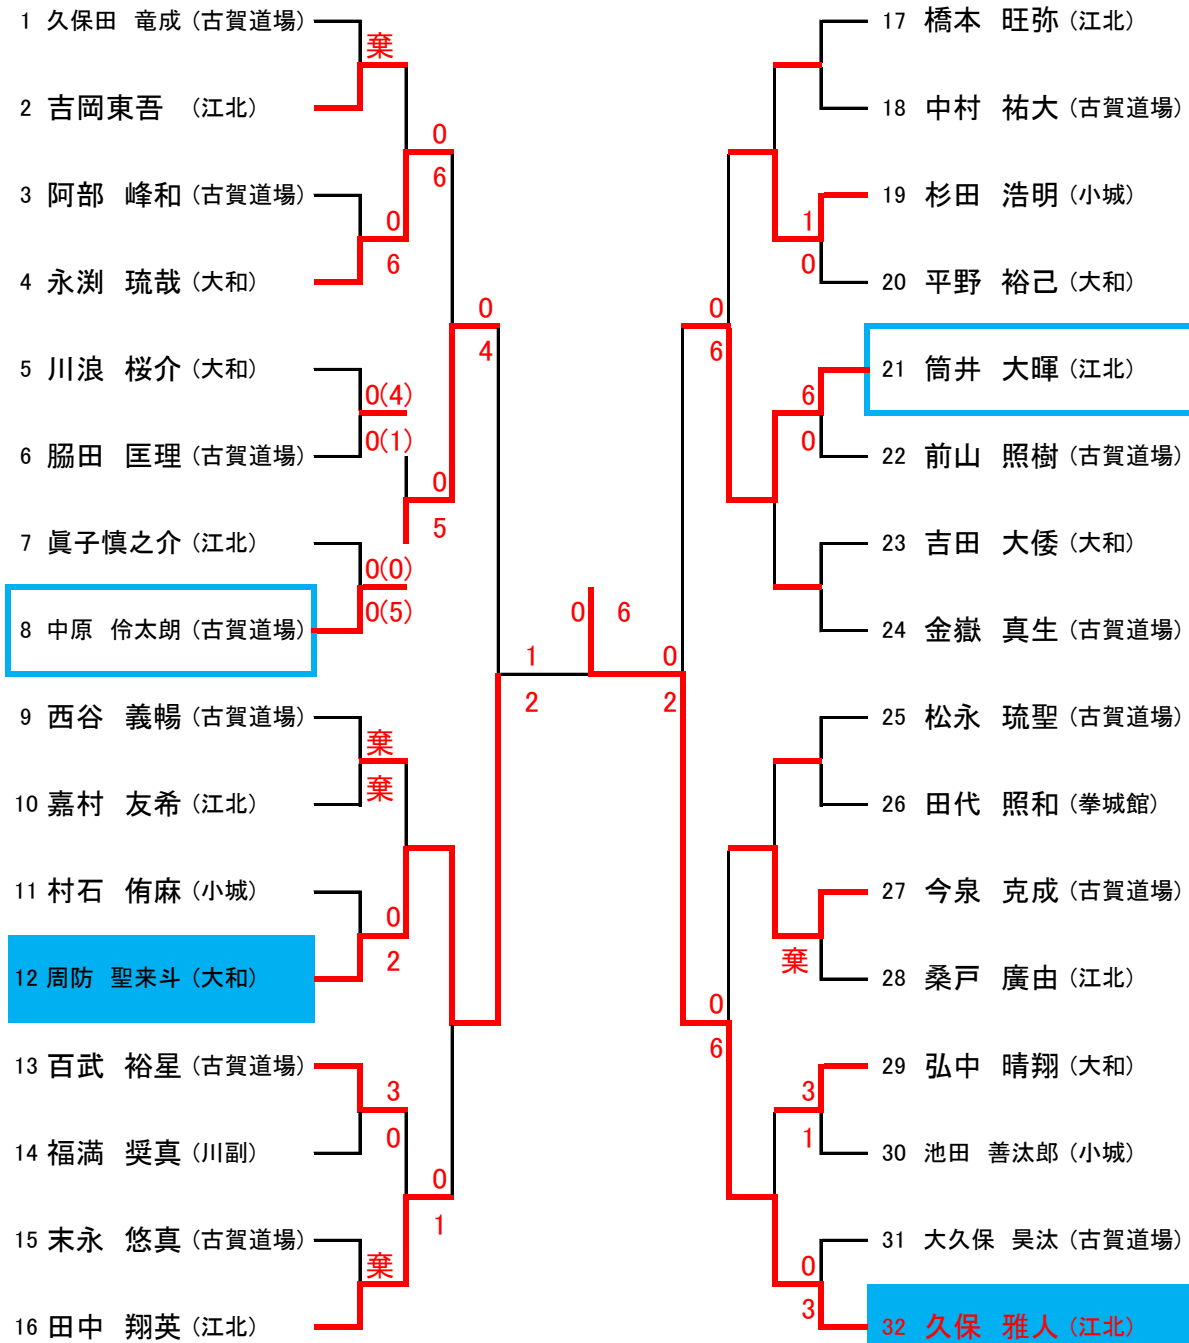 1 久保田 竜成 (古賀道場)
棄
2 吉岡東吾 (江北)
0
6
3 阿部 峰和 (古賀道場)
0
6
4 永渕 琉哉 (大和)
0
4
5 川浪 桜介 (大和)
0(4)
0(1)
6 脇田 匡理 (古賀道場)
0
5
7 眞子慎之介 (江北)
0(0)
0(5)
8 中原 伶太朗 (古賀道場)
1
2
9 西谷 義暢 (古賀道場)
棄
棄
10 嘉村 友希 (江北)
11 村石 侑麻 (小城)
0
2
12 周防 聖来斗 (大和)
13 百武 裕星 (古賀道場)
3
0
14 福満 奨真 (川副)
0
1
15 末永 悠真 (古賀道場)
棄
16 田中 翔英 (江北)
0 6
17 橋本 旺弥 (江北)
18 中村 祐大 (古賀道場)
19 杉田 浩明 (小城)
1
0
20 平野 裕己 (大和)
0
6
21 筒井 大暉 (江北)
6
0
22 前山 照樹 (古賀道場)
23 吉田 大倭 (大和)
24 金嶽 真生 (古賀道場)
0
2
25 松永 琉聖 (古賀道場)
26 田代 照和 (拳城館)
27 今泉 克成 (古賀道場)
棄
28 桑戸 廣由 (江北)
0
6
29 弘中 晴翔 (大和)
3
1
30 池田 善汰郎 (小城)
31 大久保 昊汰 (古賀道場)
0
3
32 久保 雅人 (江北)